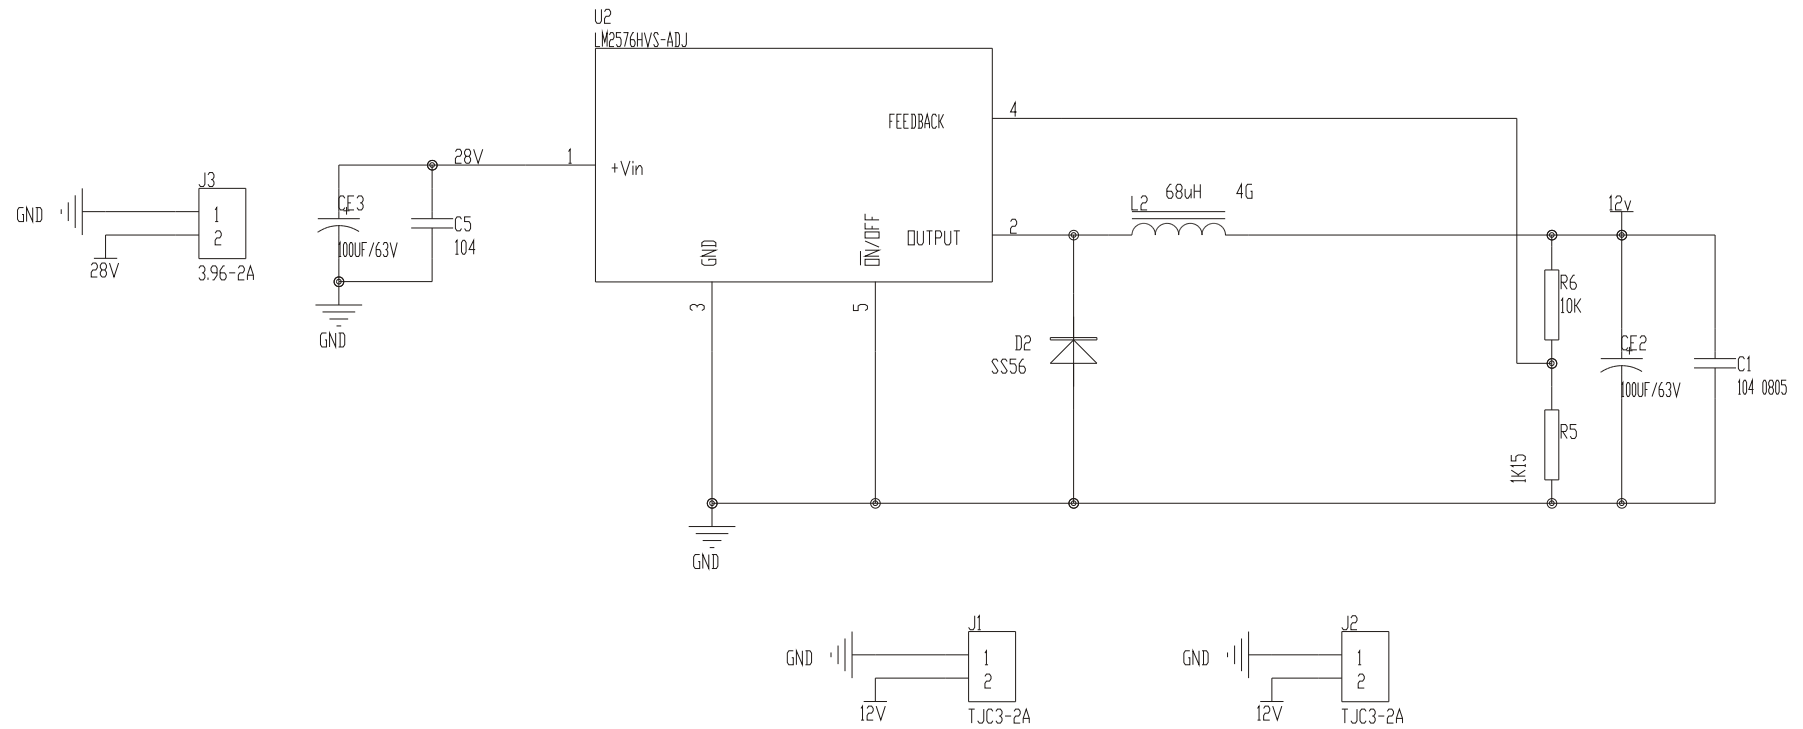 U2
LM2576HVS-ADJ
4
FEEDBACK
28V
1
+Vin
J3
GND
1
2
28V
3.96-2A
CE3
+
100UF/63V
C5
104
GND
GND
ON/OFF
OUTPUT
2
3
5
L2
68uH
4G
12v
R6
10K
D2
SS56
CE2
+
100UF/63V
C1
104 0805
R5
1K15
GND
J1
GND
1
2
12V
TJC3-2A
J2
GND
1
2
12V
TJC3-2A